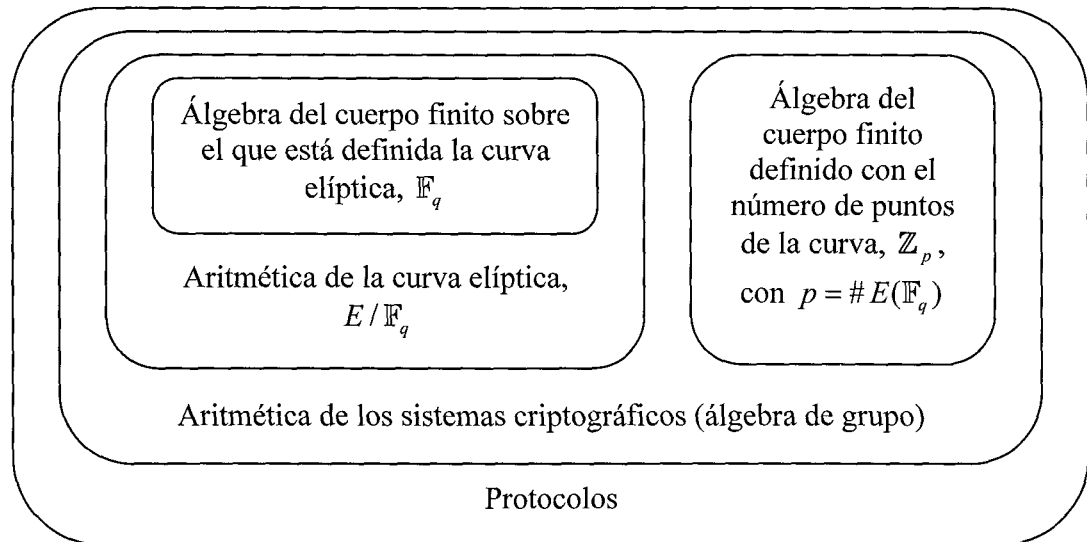 Álgebra del cuerpo finito sobre
el que está definida la curva
elíptica, 𝔽_q
Aritmética de la curva elíptica,
E / 𝔽_q
Álgebra del
cuerpo finito
definido con el
número de puntos
de la curva, ℤ_p ,
con p = # E(𝔽_q)
Aritmética de los sistemas criptográficos (álgebra de grupo)
Protocolos